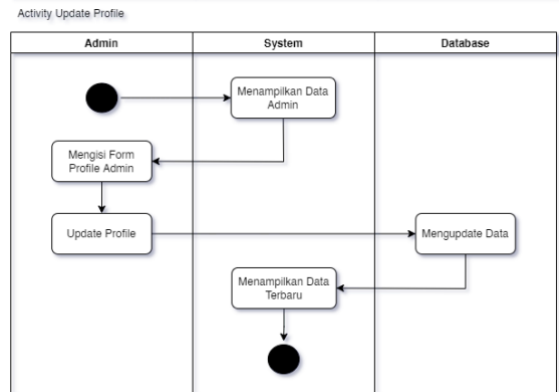 Activity Update Profile
Admin
System
Database
Menampilkan Data
Admin
Mengisi Form
Profile Admin
Update Profile
Mengupdate Data
Menampilkan Data
Terbaru